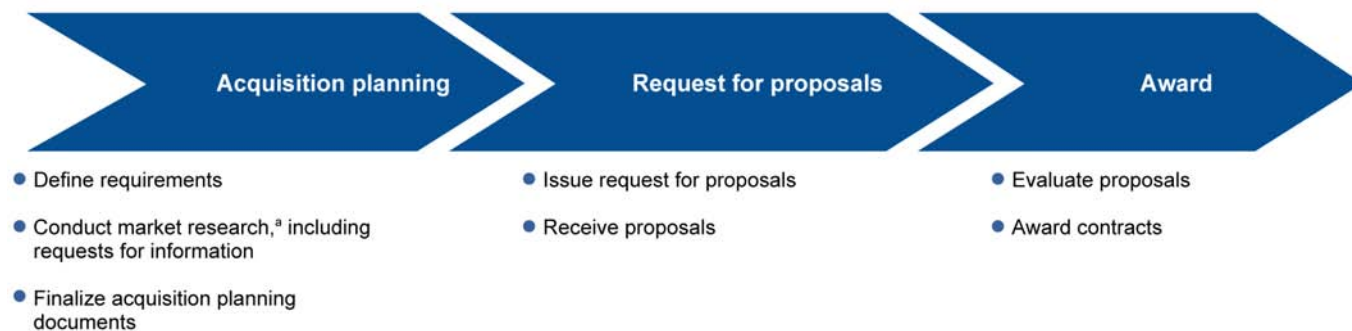 Acquisition planning
Request for proposals
Award
● Define requirements
● Conduct market research,ᵃ including
requests for information
● Finalize acquisition planning
documents
● Issue request for proposals
● Receive proposals
● Evaluate proposals
● Award contracts